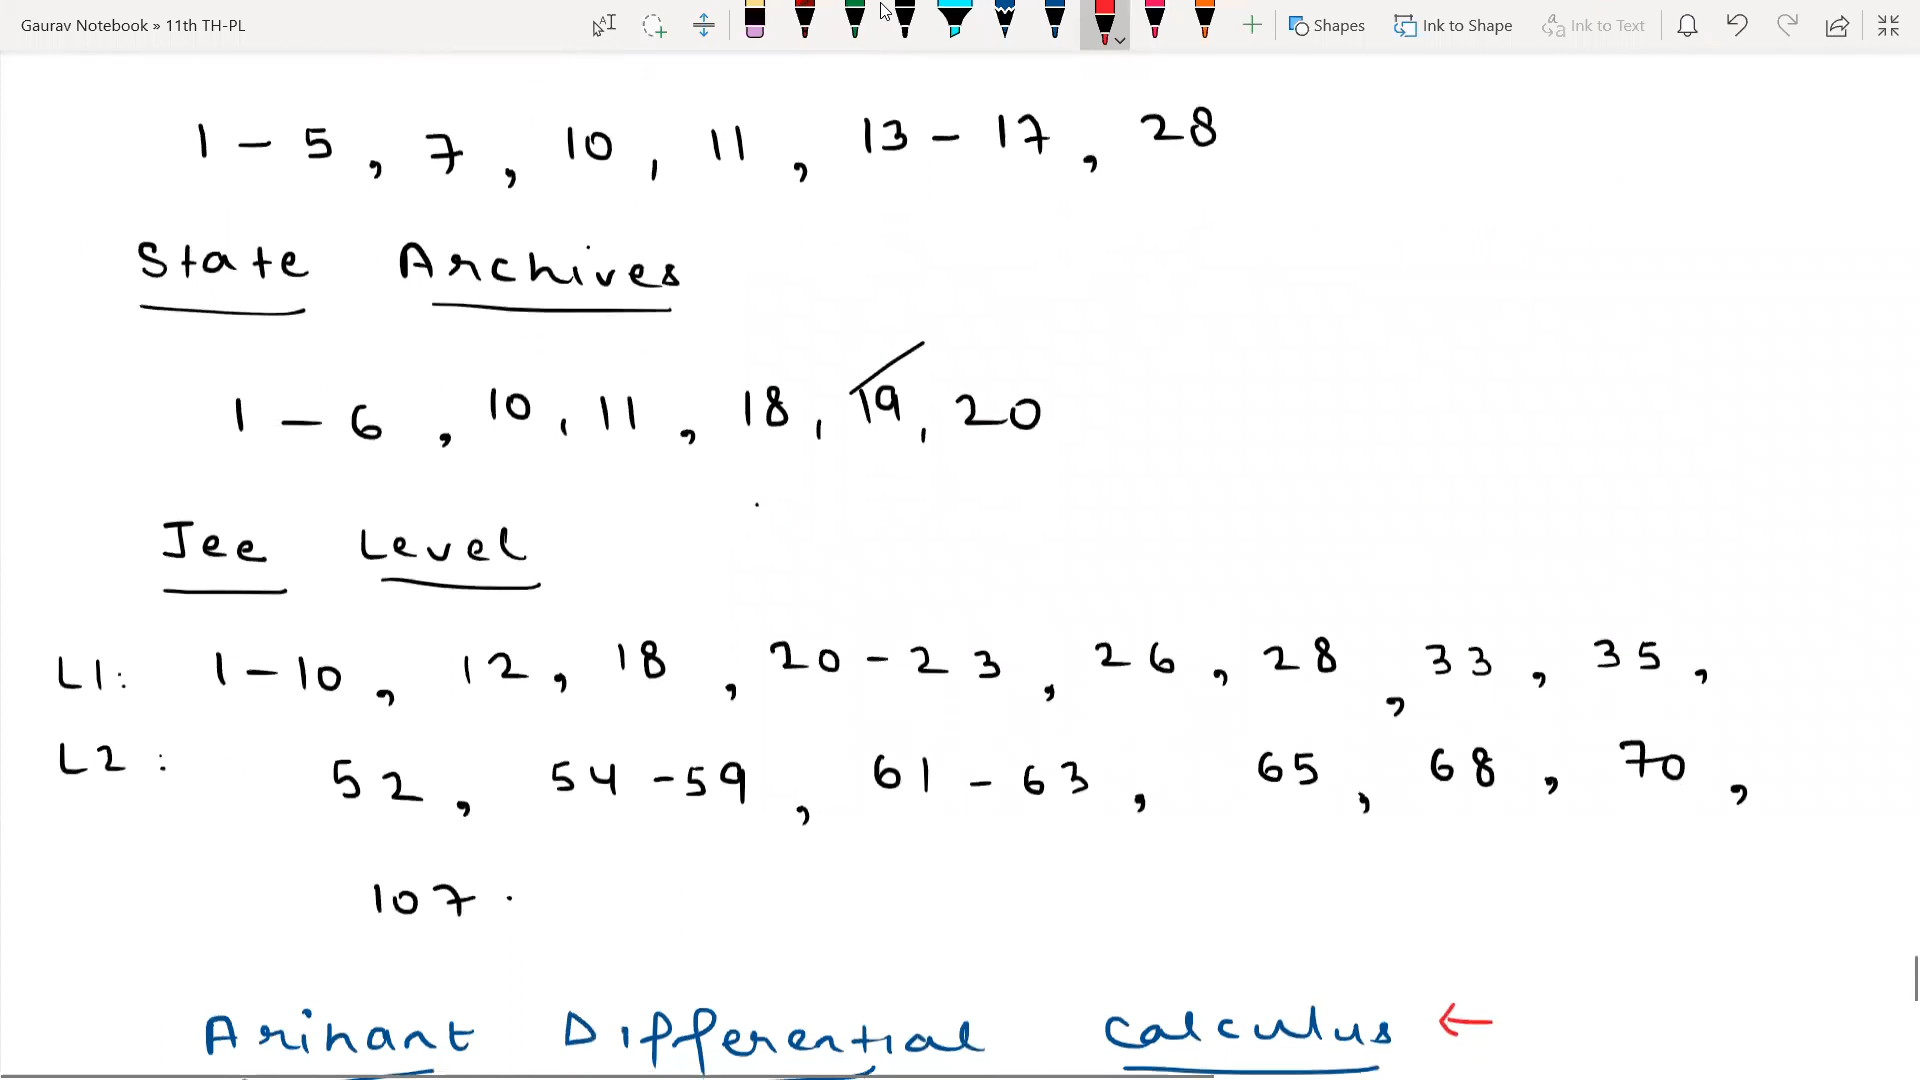 Gaurav Notebook » 11th TH-PL
Shapes Ink to Shape Ink to Text
1 - 5, 7, 10, 11, 13 - 17, 28
State Archives
1 - 6, 10, 11, 18, 19, 20
Jee Level
L1: 1 - 10, 12, 18, 20 - 23, 26, 28, 33, 35,
L2: 52, 54 - 59, 61 - 63, 65, 68, 70,
107.
Arihant Differential Calculus ←